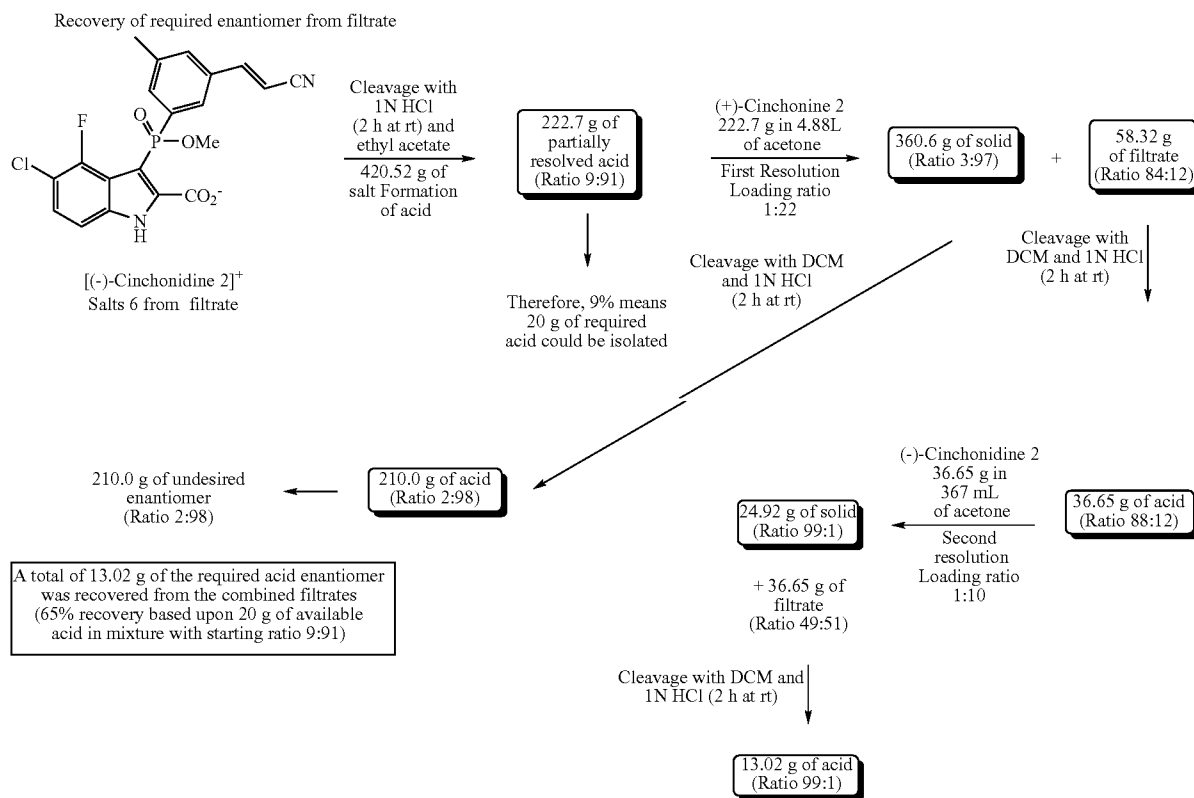 Recovery of required enantiomer from filtrate
CN
F
O
P
OMe
Cl
CO2-
N
H
[(-)-Cinchonidine 2]+
Salts 6 from filtrate
Cleavage with
1N HCl
(2 h at rt) and
ethyl acetate
420.52 g of
salt Formation
of acid
222.7 g of
partially
resolved acid
(Ratio 9:91)
Therefore, 9% means
20 g of required
acid could be isolated
(+)-Cinchonine 2
222.7 g in 4.88L
of acetone
First Resolution
Loading ratio
1:22
360.6 g of solid
(Ratio 3:97)
+
58.32 g
of filtrate
(Ratio 84:12)
Cleavage with DCM
and 1N HCl
(2 h at rt)
Cleavage with
DCM and 1N HCl
(2 h at rt)
210.0 g of undesired
enantiomer
(Ratio 2:98)
210.0 g of acid
(Ratio 2:98)
24.92 g of solid
(Ratio 99:1)
+ 36.65 g of
filtrate
(Ratio 49:51)
(-)-Cinchonidine 2
36.65 g in
367 mL
of acetone
Second
resolution
Loading ratio
1:10
36.65 g of acid
(Ratio 88:12)
A total of 13.02 g of the required acid enantiomer
was recovered from the combined filtrates
(65% recovery based upon 20 g of available
acid in mixture with starting ratio 9:91)
Cleavage with DCM and
1N HCl (2 h at rt)
13.02 g of acid
(Ratio 99:1)